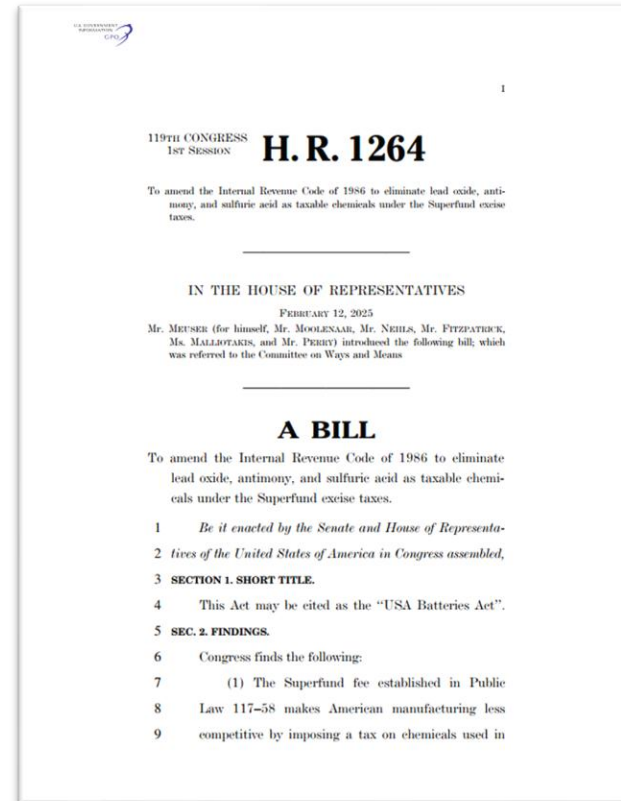 U.S. GOVERNMENT
INFORMATION
GPO
I
119TH CONGRESS
1ST SESSION
H. R. 1264
To amend the Internal Revenue Code of 1986 to eliminate lead oxide, anti-
mony, and sulfuric acid as taxable chemicals under the Superfund excise
taxes.
IN THE HOUSE OF REPRESENTATIVES
FEBRUARY 12, 2025
Mr. MEUSER (for himself, Mr. MOOLENAAR, Mr. NEHLS, Mr. FITZPATRICK,
Ms. MALLIOTAKIS, and Mr. PERRY) introduced the following bill; which
was referred to the Committee on Ways and Means
A BILL
To amend the Internal Revenue Code of 1986 to eliminate
lead oxide, antimony, and sulfuric acid as taxable chemi-
cals under the Superfund excise taxes.
1 Be it enacted by the Senate and House of Representa-
2 tives of the United States of America in Congress assembled,
3 SECTION 1. SHORT TITLE.
4 This Act may be cited as the “USA Batteries Act”.
5 SEC. 2. FINDINGS.
6 Congress finds the following:
7 (1) The Superfund fee established in Public
8 Law 117–58 makes American manufacturing less
9 competitive by imposing a tax on chemicals used in